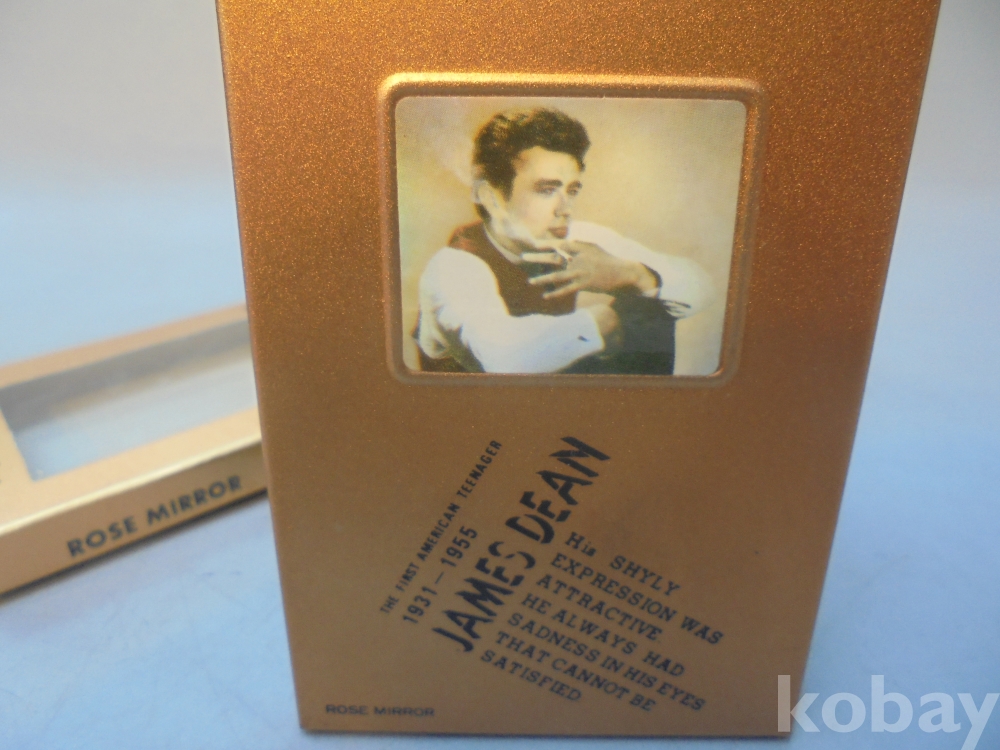 ROSE MIRROR
THE FIRST AMERICAN TEENAGER
1931-1955
JAMES DEAN
His SHYLY
EXPRESSION WAS
ATTRACTIVE
HE ALWAYS HAD
SADNESS IN HIS EYES
THAT CANNOT BE
SATISFIED
ROSE MIRROR
kobay